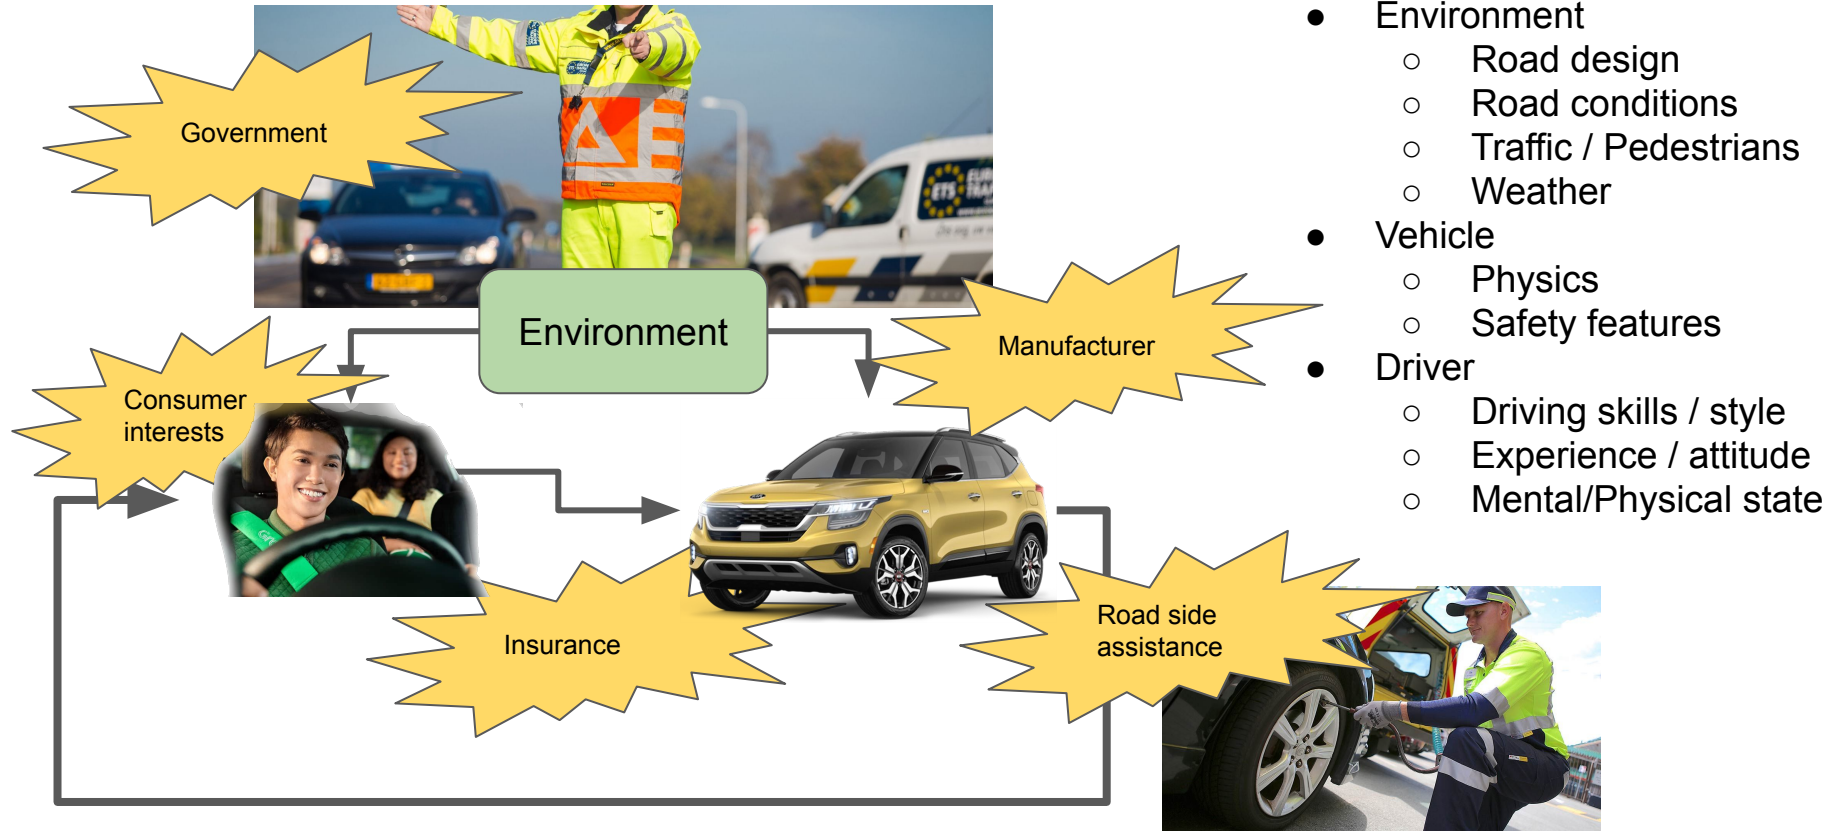 Government
ETS
Environment
Manufacturer
Consumer
interests
Insurance
Road side
assistance
● Environment
○ Road design
○ Road conditions
○ Traffic / Pedestrians
○ Weather
● Vehicle
○ Physics
○ Safety features
● Driver
○ Driving skills / style
○ Experience / attitude
○ Mental/Physical state